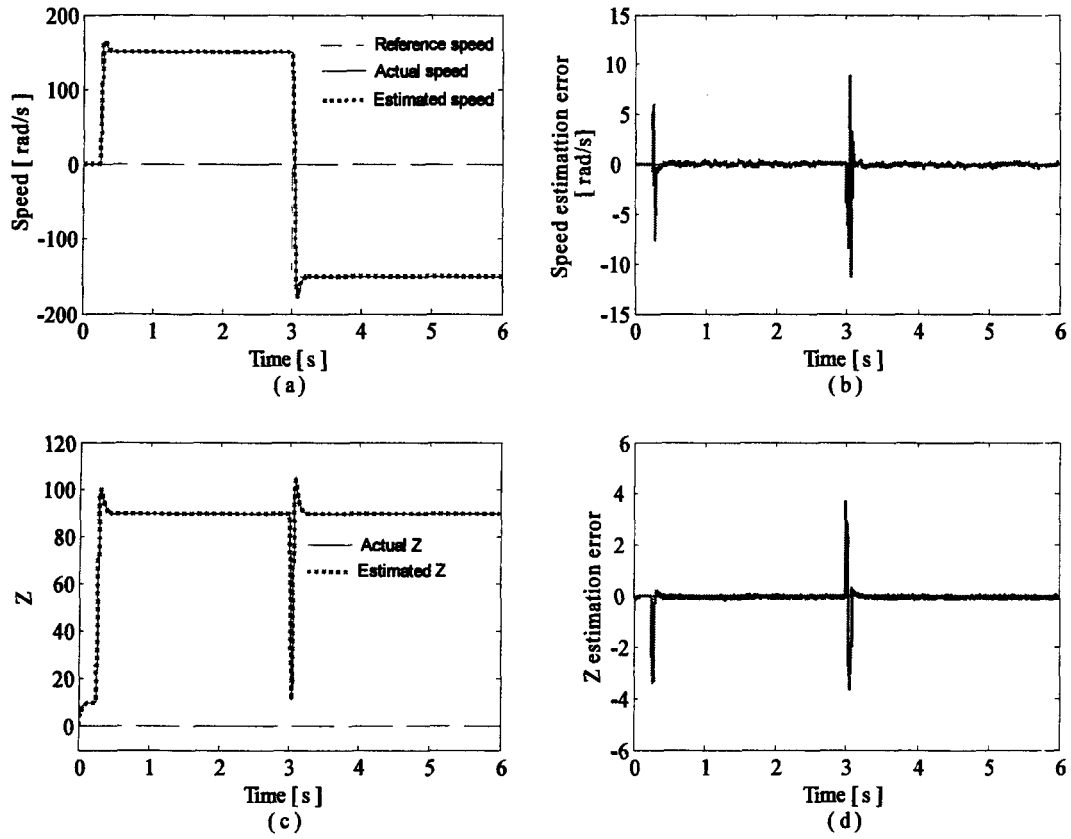 200
100
0
-100
-200
Speed [ rad/s ]
Reference speed
Actual speed
Estimated speed
0 1 2 3 4 5 6
Time [ s ]
( a )
15
10
5
0
-5
-10
-15
Speed estimattion error
[ rad/s]
0 1 2 3 4 5 6
Time [ s ]
( b )
120
100
80
60
40
20
0
Z
Actual Z
Estimated Z
0 1 2 3 4 5 6
Time [ s ]
( c )
6
4
2
0
-2
-4
-6
Z estimation error
0 1 2 3 4 5 6
Time [ s ]
( d )